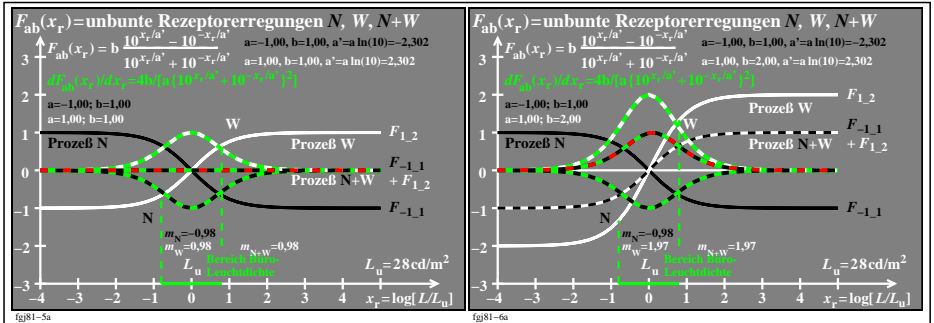 F_ab(x_r)=unbunte Rezeptorerregungen N, W, N+W
F_ab(x_r) = b (10^{x_r/a'} − 10^{−x_r/a'}) / (10^{x_r/a'} + 10^{−x_r/a'})
a=−1,00, b=1,00, a'=a ln(10)=−2,302
a=1,00, b=1,00, a'=a ln(10)=2,302
dF_ab(x_r)/dx_r=4b/[a{10^{x_r/a'}+10^{−x_r/a'}}^2]
a=−1,00; b=1,00
a=1,00; b=1,00
3
2
1
0
−1
−2
−3
Prozeß N
W
Prozeß W
F_1_2
F_−1_1
+ F_1_2
Prozeß N+W
F_−1_1
N
m_N=−0,98
m_W=0,98
m_N+W=0,98
L_u
Bereich Büro-
Leuchtdichte
L_u=28cd/m^2
−4 −3 −2 −1 0 1 2 3 4
x_r=log[L/L_u]
fgj81−5a
F_ab(x_r)=unbunte Rezeptorerregungen N, W, N+W
F_ab(x_r) = b (10^{x_r/a'} − 10^{−x_r/a'}) / (10^{x_r/a'} + 10^{−x_r/a'})
a=−1,00, b=1,00, a'=a ln(10)=−2,302
a=1,00, b=2,00, a'=a ln(10)=2,302
dF_ab(x_r)/dx_r=4b/[a{10^{x_r/a'}+10^{−x_r/a'}}^2]
a=−1,00; b=1,00
a=1,00; b=2,00
3
2
1
0
−1
−2
−3
Prozeß W
F_1_2
Prozeß N
W
F_−1_1
+ F_1_2
Prozeß N+W
F_−1_1
N
m_N=−0,98
m_W=1,97
m_N+W=1,97
L_u
Bereich Büro-
Leuchtdichte
L_u=28cd/m^2
−4 −3 −2 −1 0 1 2 3 4
x_r=log[L/L_u]
fgj81−6a